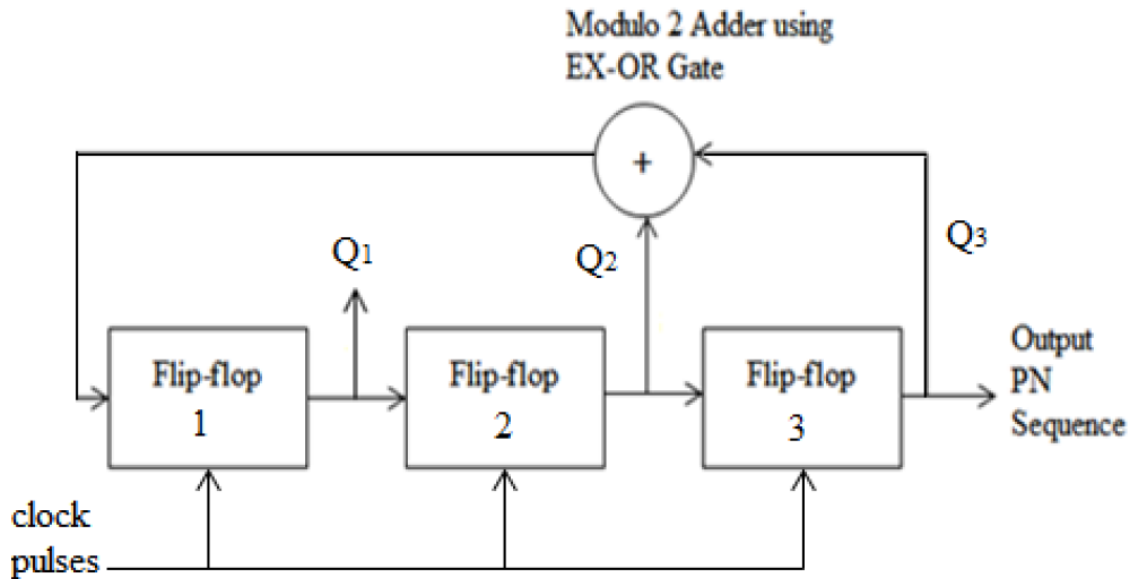 Modulo 2 Adder using
EX-OR Gate
+
Q1
Q2
Q3
Flip-flop
1
Flip-flop
2
Flip-flop
3
Output
PN
Sequence
clock
pulses